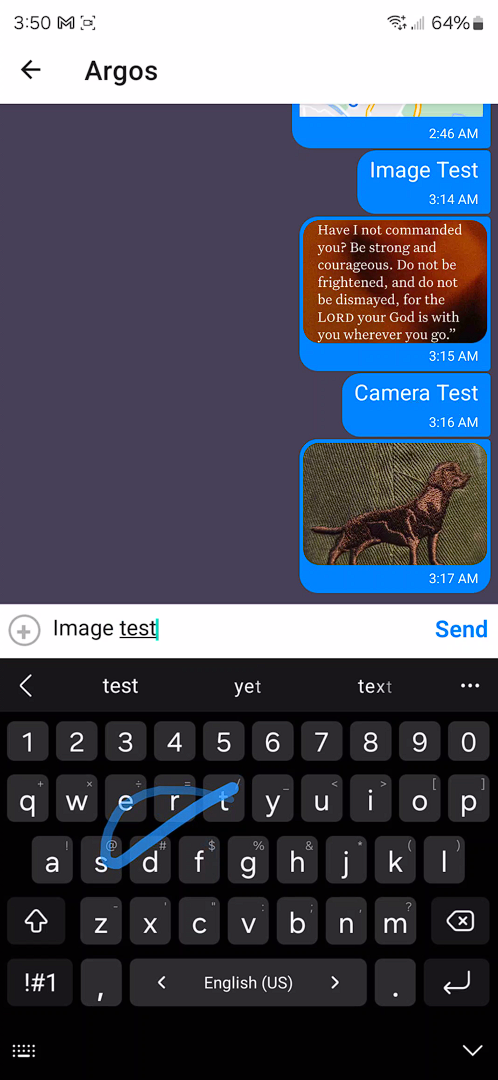 3:50
64%
Argos
2:46 AM
Image Test
3:14 AM
Have I not commanded
you? Be strong and
courageous. Do not be
frightened, and do not
be dismayed, for the
LORD your God is with
you wherever you go.”
3:15 AM
Camera Test
3:16 AM
3:17 AM
Image test
Send
test yet text
1 2 3 4 5 6 7 8 9 0
+ × ÷ = / _ < > [ ]
q w e r t y u i o p
! @ # $ % & * ( )
a s d f g h j k l
- ' " : ; ?
z x c v b n m
!#1 , < English (US) > .